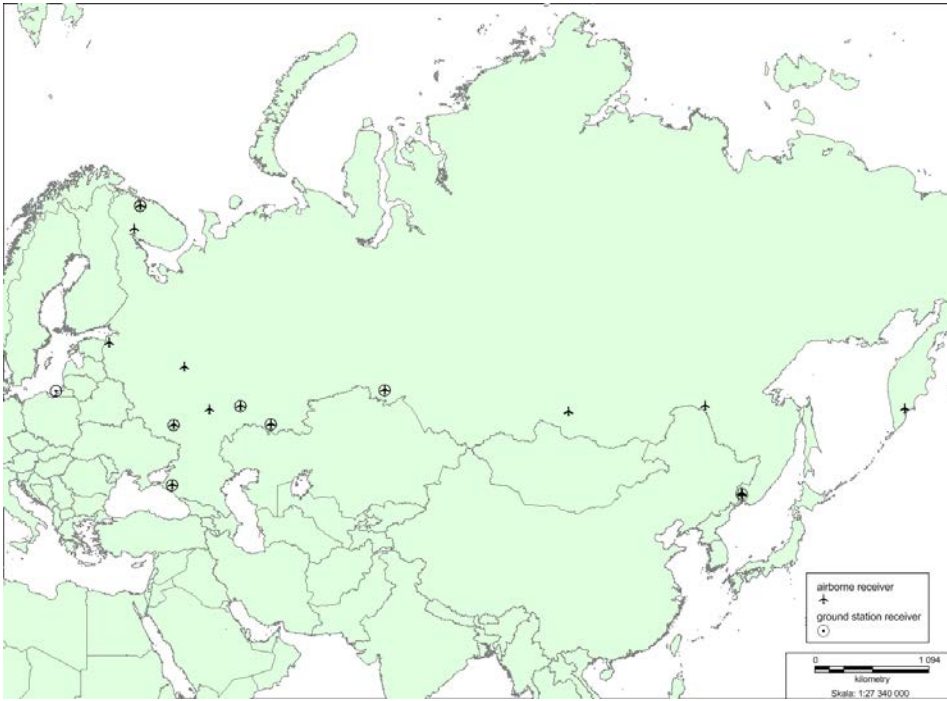 airborne receiver
ground station receiver
0 1 094
kilometry
Skala: 1:27 340 000